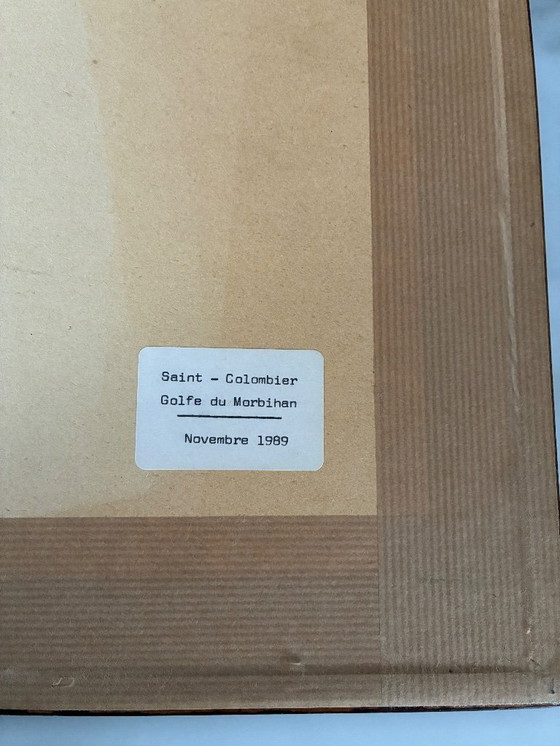 Saint - Colombier
Golfe du Morbihan
Novembre 1989